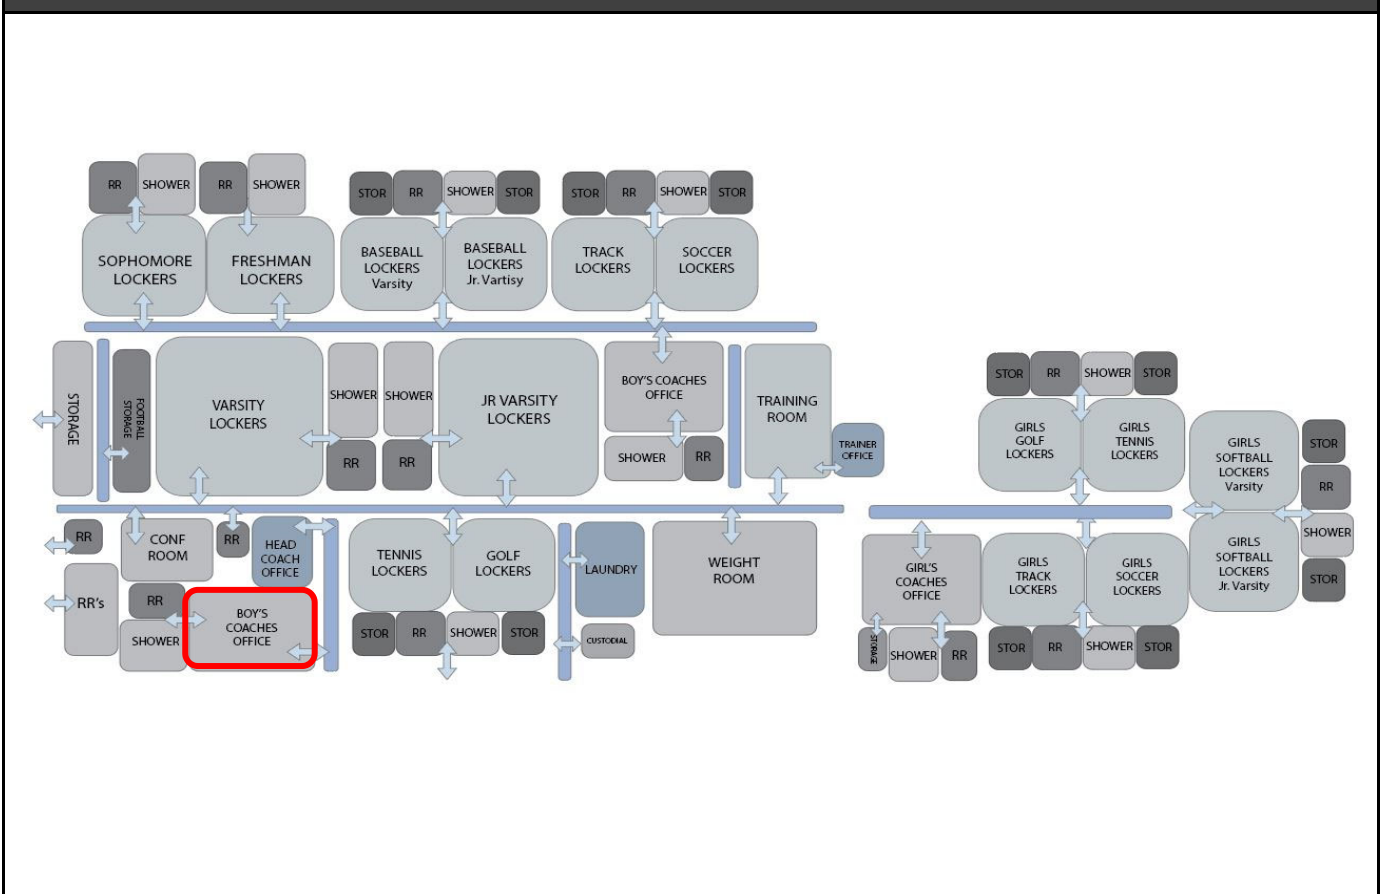 RR
SHOWER
RR
SHOWER
STOR
RR
SHOWER
STOR
STOR
RR
SHOWER
STOR
SOPHOMORE
LOCKERS
FRESHMAN
LOCKERS
BASEBALL
LOCKERS
Varsity
BASEBALL
LOCKERS
Jr. Vartisy
TRACK
LOCKERS
SOCCER
LOCKERS
STORAGE
FOOTBALL
STORAGE
VARSITY
LOCKERS
SHOWER
RR
SHOWER
RR
JR VARSITY
LOCKERS
BOY'S COACHES
OFFICE
SHOWER
RR
TRAINING
ROOM
TRAINER
OFFICE
RR
RR's
CONF
ROOM
RR
HEAD
COACH
OFFICE
RR
SHOWER
BOY'S
COACHES
OFFICE
TENNIS
LOCKERS
GOLF
LOCKERS
STOR
RR
SHOWER
STOR
LAUNDRY
CUSTODIAL
WEIGHT
ROOM
STOR
RR
SHOWER
STOR
GIRLS
GOLF
LOCKERS
GIRLS
TENNIS
LOCKERS
GIRLS
SOFTBALL
LOCKERS
Varsity
STOR
RR
SHOWER
STOR
GIRLS
SOFTBALL
LOCKERS
Jr. Varsity
GIRL'S
COACHES
OFFICE
STORAGE
SHOWER
RR
GIRLS
TRACK
LOCKERS
GIRLS
SOCCER
LOCKERS
STOR
RR
SHOWER
STOR